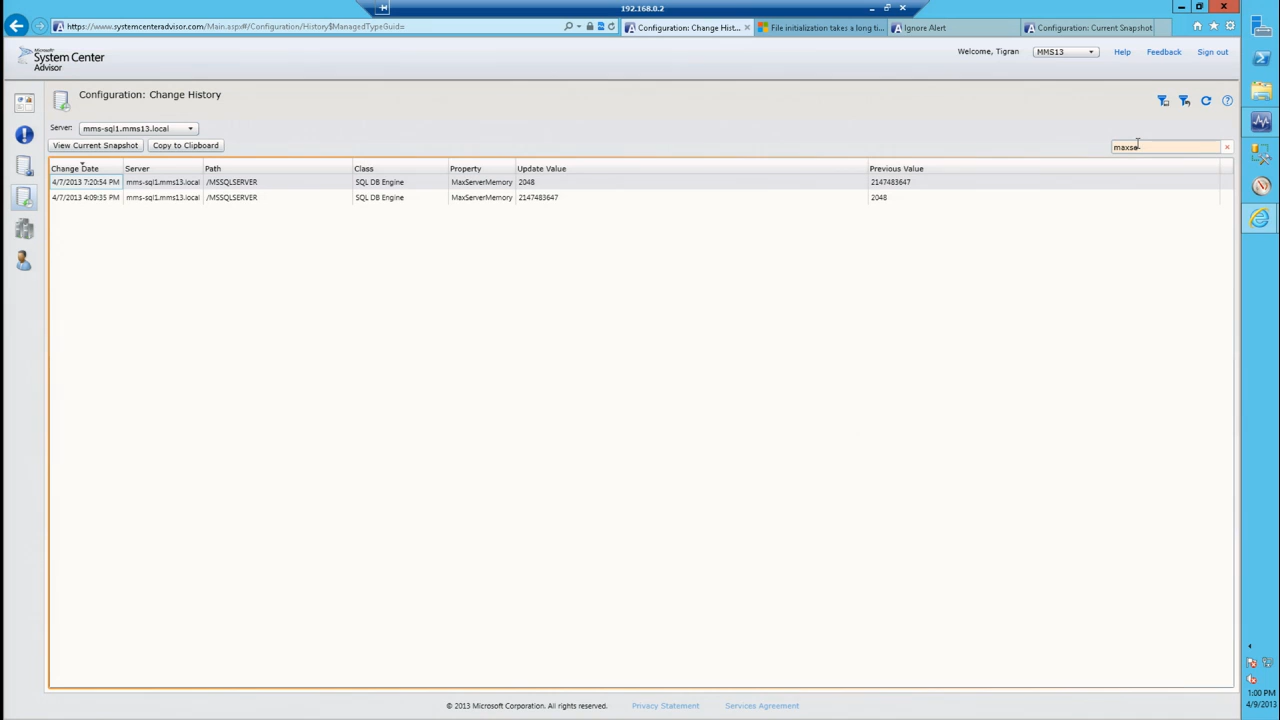 192.168.0.2
https://www.systemcenteradvisor.com/Main.aspx#/Configuration/History$ManagedTypeGuid=
Configuration: Change Hist...
File initialization takes a long ti...
Ignore Alert
Configuration: Current Snapshot
Microsoft
System Center
Advisor
Welcome, Tigran
MMS13
Help
Feedback
Sign out
Configuration: Change History
Server: mms-sql1.mms13.local
View Current Snapshot
Copy to Clipboard
maxse
Change Date Server Path Class Property Update Value Previous Value
4/7/2013 7:20:54 PM mms-sql1.mms13.local /MSSQLSERVER SQL DB Engine MaxServerMemory 2048 2147483647
4/7/2013 4:09:35 PM mms-sql1.mms13.local /MSSQLSERVER SQL DB Engine MaxServerMemory 2147483647 2048
© 2013 Microsoft Corporation. All rights reserved. Privacy Statement Services Agreement
1:00 PM
4/9/2013